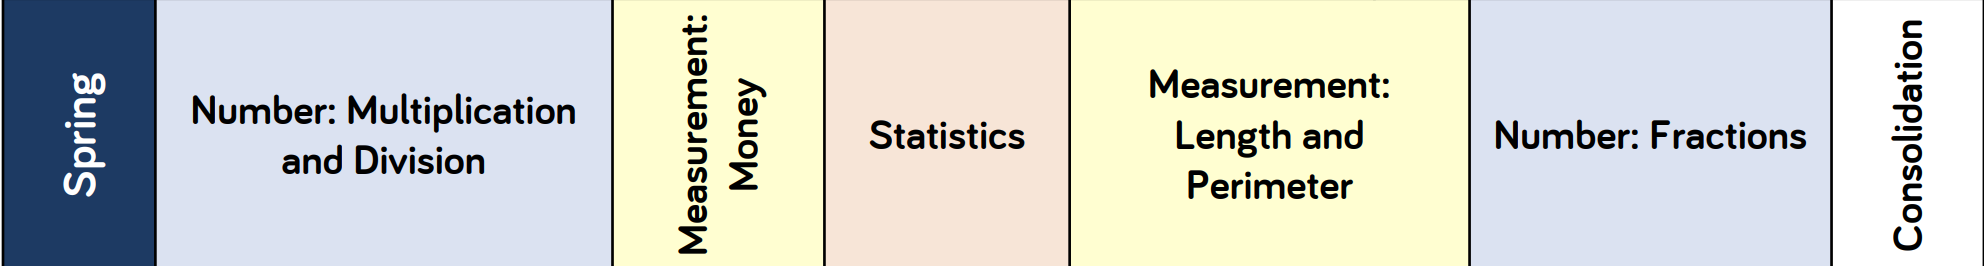 Spring
Number: Multiplication
and Division
Measurement:
Money
Statistics
Measurement:
Length and
Perimeter
Number: Fractions
Consolidation